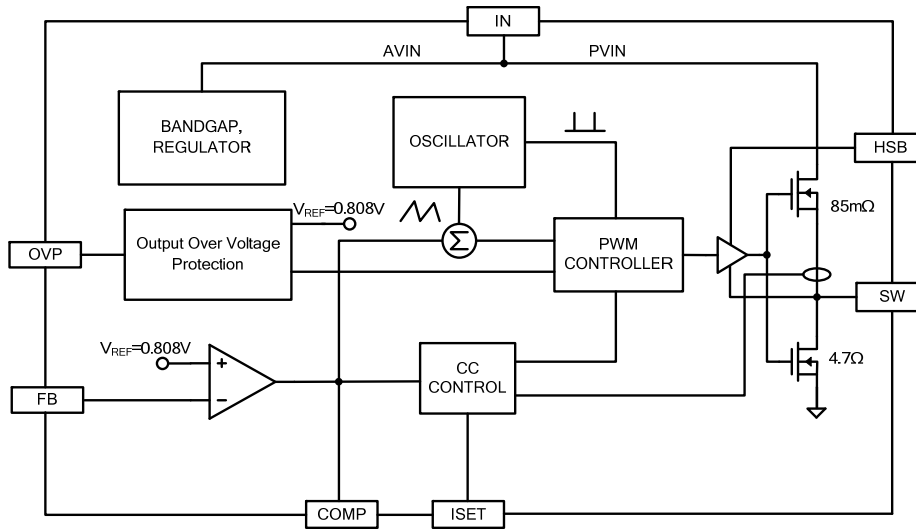 IN
AVIN
PVIN
BANDGAP,
REGULATOR
OSCILLATOR
HSB
VREF=0.808V
85mΩ
OVP
Output Over Voltage
Protection
Σ
PWM
CONTROLLER
SW
VREF=0.808V
+
−
FB
CC
CONTROL
4.7Ω
COMP
ISET